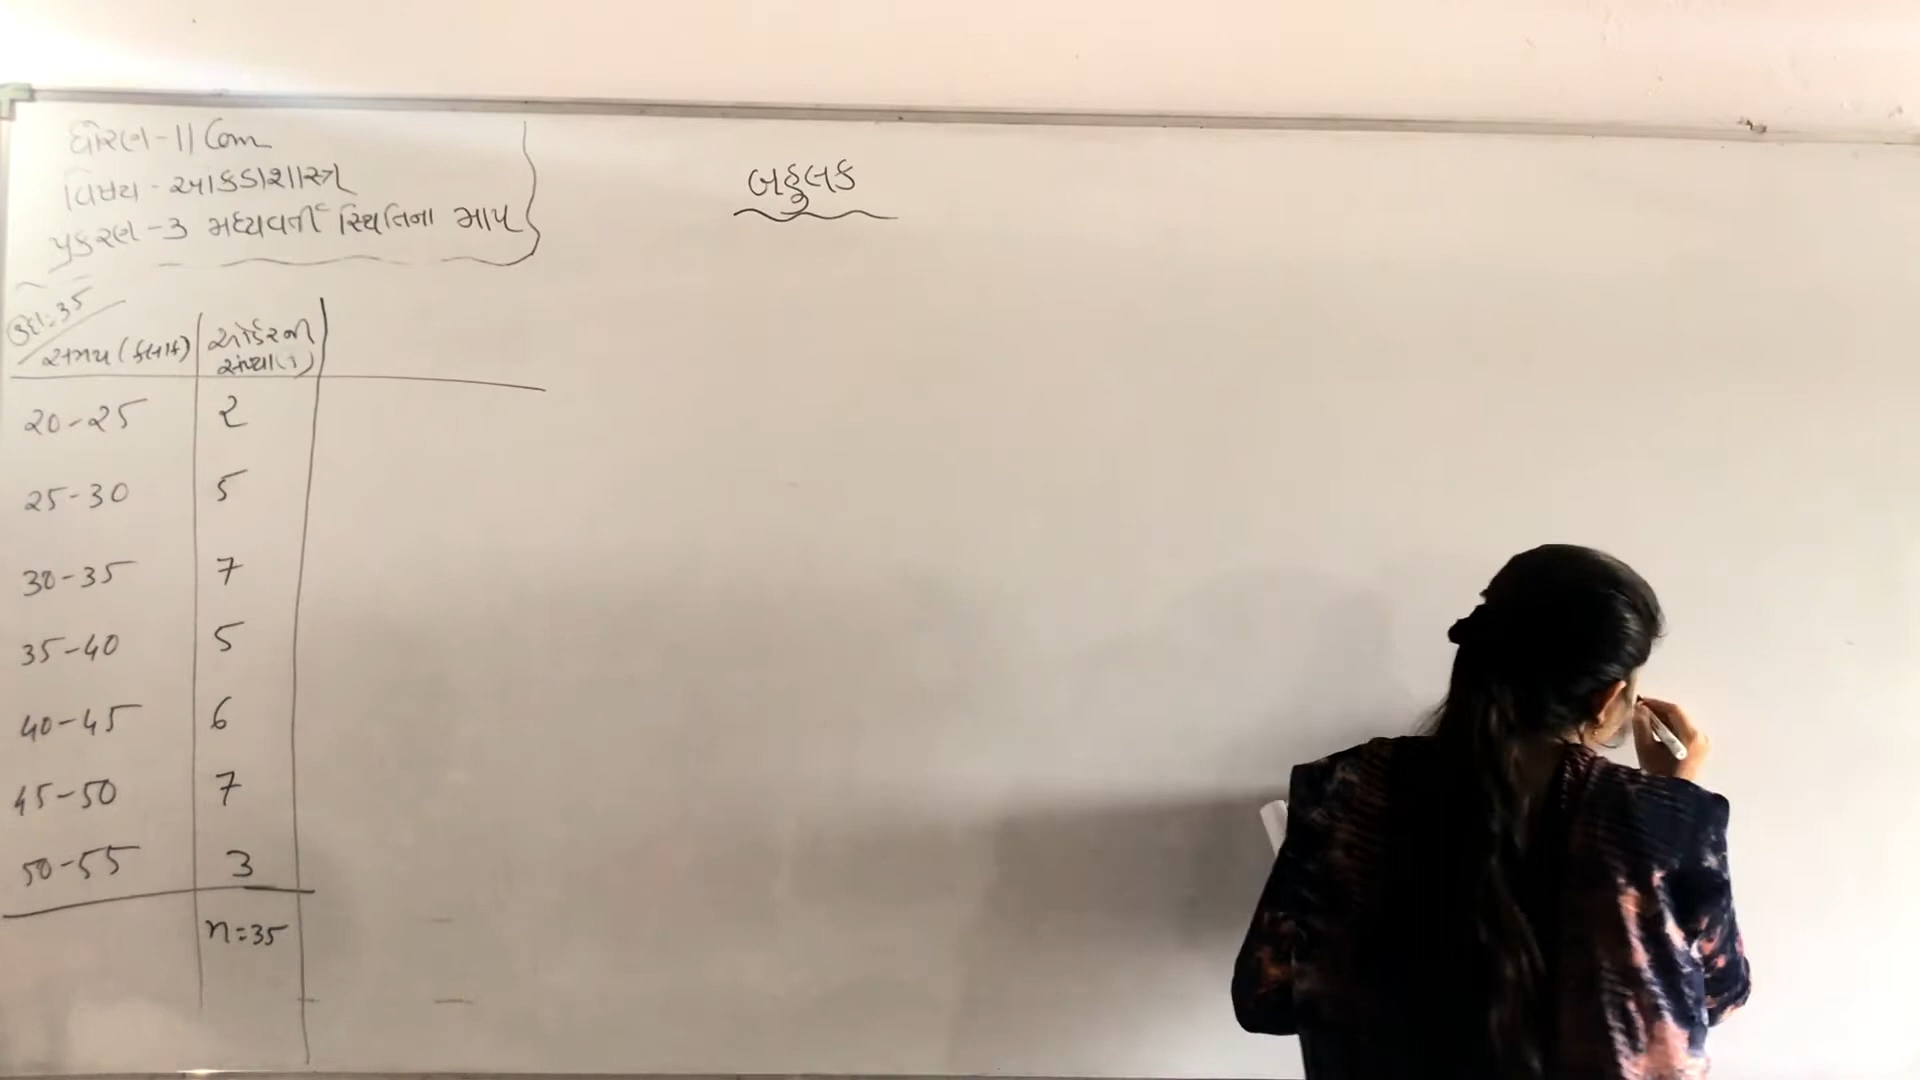 ધોરણ - 11 Com
વિષય - આંકડાશાસ્ત્ર
પ્રકરણ - 3 મધ્યવર્તી સ્થિતિના માપ
બહુલક
ઉદા: 35
સમય (કલાક) ઓર્ડરની
સંખ્યા
20-25 2
25-30 5
30-35 7
35-40 5
40-45 6
45-50 7
50-55 3
n=35